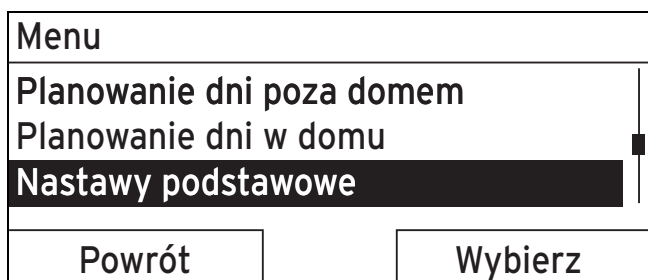 Menu
Planowanie dni poza domem
Planowanie dni w domu
Nastawy podstawowe
Powrót
Wybierz